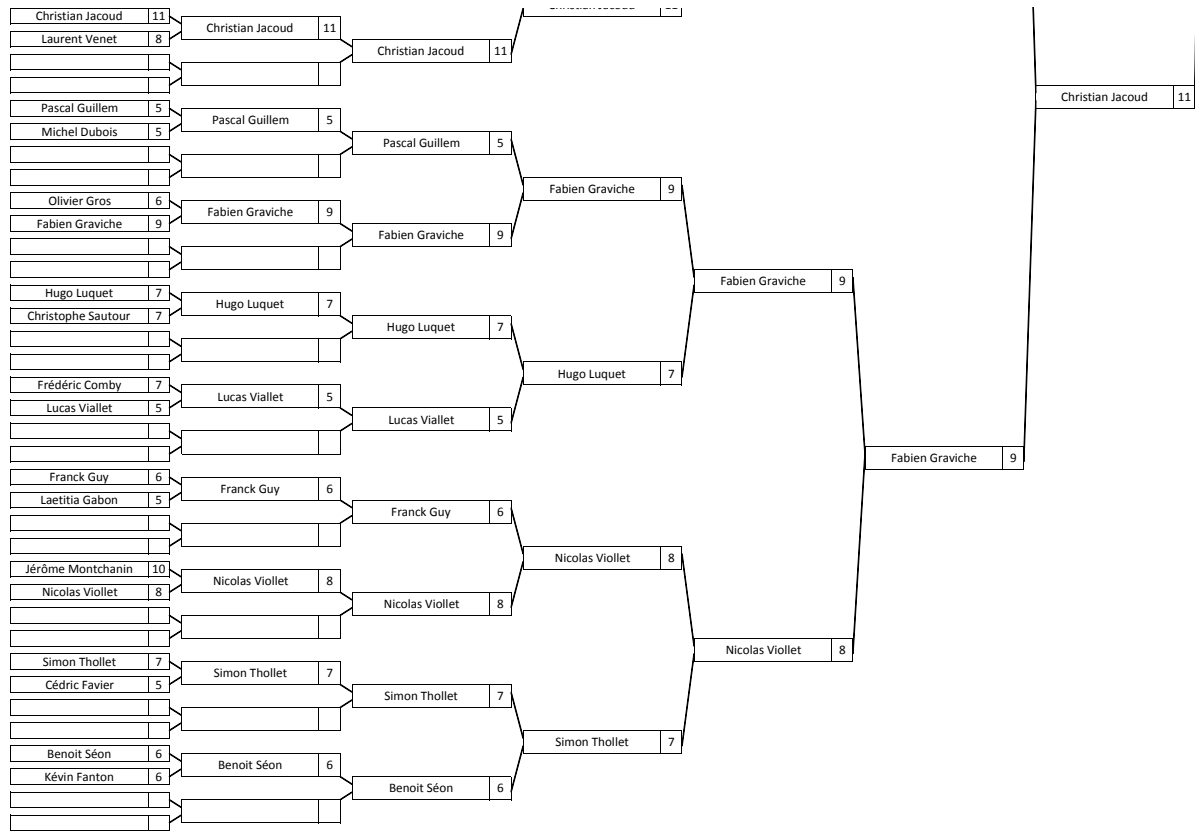 Christian Jacoud 11
Laurent Venet 8
Pascal Guillem 5
Michel Dubois 5
Olivier Gros 6
Fabien Graviche 9
Hugo Luquet 7
Christophe Sautour 7
Frédéric Comby 7
Lucas Viallet 5
Franck Guy 6
Laetitia Gabon 5
Jérôme Montchanin 10
Nicolas Viollet 8
Simon Thollet 7
Cédric Favier 5
Benoit Séon 6
Kévin Fanton 6
Christian Jacoud 11
Pascal Guillem 5
Fabien Graviche 9
Hugo Luquet 7
Lucas Viallet 5
Franck Guy 6
Nicolas Viollet 8
Simon Thollet 7
Benoit Séon 6
Christian Jacoud 11
Pascal Guillem 5
Fabien Graviche 9
Hugo Luquet 7
Lucas Viallet 5
Franck Guy 6
Nicolas Viollet 8
Simon Thollet 7
Benoit Séon 6
Christian Jacoud
Fabien Graviche 9
Hugo Luquet 7
Nicolas Viollet 8
Simon Thollet 7
Fabien Graviche 9
Nicolas Viollet 8
Fabien Graviche 9
Christian Jacoud 11